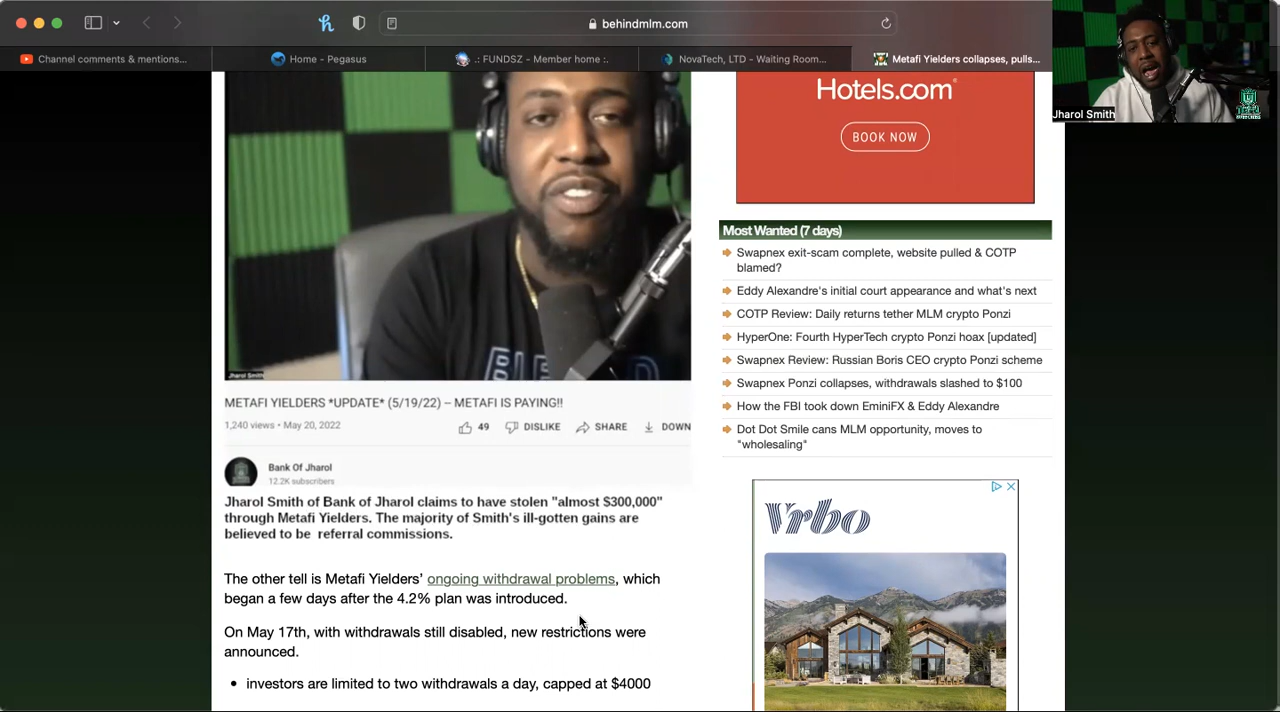 behindmlm.com
Channel comments & mentions...
Home - Pegasus
.: FUNDSZ - Member home :.
NovaTech, LTD - Waiting Room...
Metafi Yielders collapses, pulls...
Jharol Smith
Hotels.com
BOOK NOW
Jharol Smith
METAFI YIELDERS *UPDATE* (5/19/22) -- METAFI IS PAYING!!
1,240 views • May 20, 2022
49
DISLIKE
SHARE
DOWN
Bank Of Jharol
12.2K subscribers
Jharol Smith of Bank of Jharol claims to have stolen "almost $300,000"
through Metafi Yielders. The majority of Smith's ill-gotten gains are
believed to be referral commissions.
The other tell is Metafi Yielders’ ongoing withdrawal problems, which
began a few days after the 4.2% plan was introduced.
On May 17th, with withdrawals still disabled, new restrictions were
announced.
• investors are limited to two withdrawals a day, capped at $4000
Most Wanted (7 days)
Swapnex exit-scam complete, website pulled & COTP
blamed?
Eddy Alexandre's initial court appearance and what's next
COTP Review: Daily returns tether MLM crypto Ponzi
HyperOne: Fourth HyperTech crypto Ponzi hoax [updated]
Swapnex Review: Russian Boris CEO crypto Ponzi scheme
Swapnex Ponzi collapses, withdrawals slashed to $100
How the FBI took down EminiFX & Eddy Alexandre
Dot Dot Smile cans MLM opportunity, moves to
"wholesaling"
Vrbo